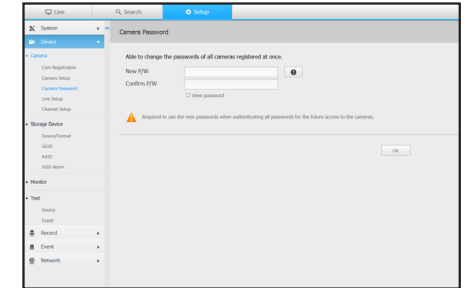 Live
Search
Setup
System
Device
Camera
Cam Registration
Camera Setup
Camera Password
Live Setup
Channel Setup
Storage Device
Device/Format
iSCSI
RAID
HDD Alarm
Monitor
Text
Device
Event
Record
Event
Network
Camera Password
Able to change the passwords of all cameras registered at once.
New P/W
Confirm P/W
View password
Required to use the new passwords when authenticating all passwords for the future access to the cameras.
OK